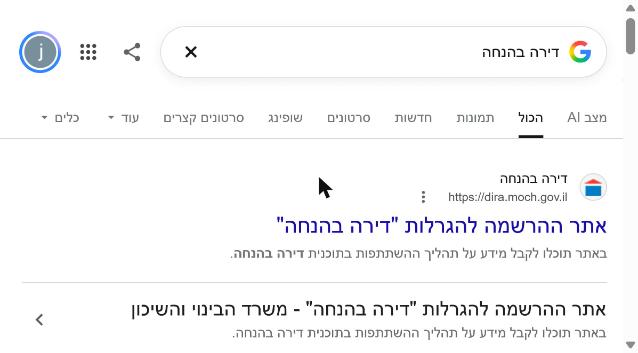 דירה בהנחה
j
מצב AI הכול תמונות חדשות סרטונים שופינג סרטונים קצרים עוד כלים
דירה בהנחה
https://dira.moch.gov.il
אתר ההרשמה להגרלות "דירה בהנחה"
באתר תוכלו לקבל מידע על תהליך ההשתתפות בתוכנית דירה בהנחה.
אתר ההרשמה להגרלות "דירה בהנחה" - משרד הבינוי והשיכון
באתר תוכלו לקבל מידע על תהליך ההשתתפות בתוכנית דירה בהנחה.